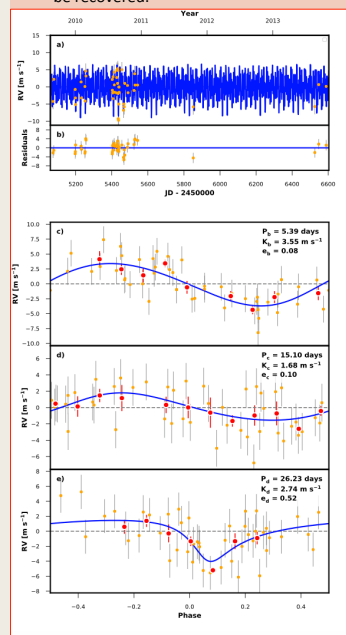 be recovered.
Year
2010 2011 2012 2013
a)
RV [m s⁻¹]
15
10
5
0
−5
−10
b)
Residuals
8
4
0
−4
−8
5200 5400 5600 5800 6000 6200 6400 6600
JD - 2450000
c)
P_b = 5.39 days
K_b = 3.55 m s⁻¹
e_b = 0.08
RV [m s⁻¹]
10.0
7.5
5.0
2.5
0.0
−2.5
−5.0
−7.5
−10.0
d)
P_c = 15.10 days
K_c = 1.68 m s⁻¹
e_c = 0.10
RV [m s⁻¹]
6
4
2
0
−2
−4
−6
e)
P_d = 26.23 days
K_d = 2.74 m s⁻¹
e_d = 0.52
RV [m s⁻¹]
8
6
4
2
0
−2
−4
−6
−8
−0.4 −0.2 0.0 0.2 0.4
Phase